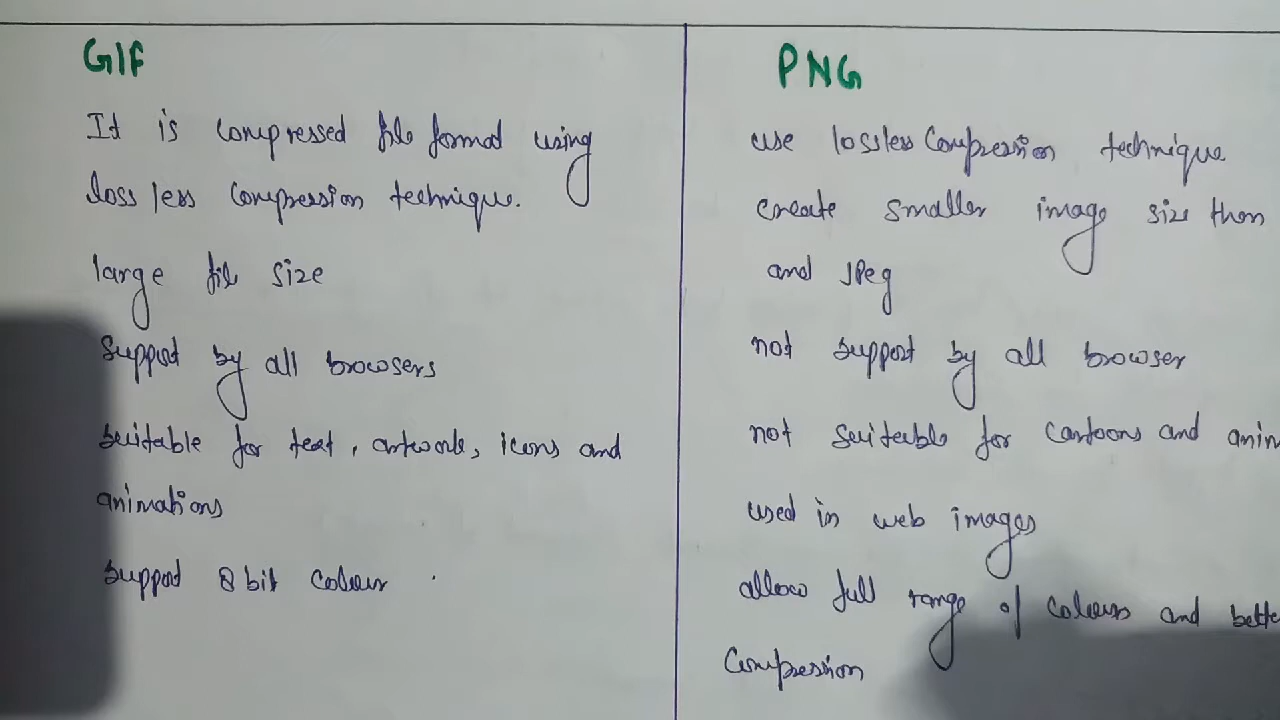 GIF
It is compressed file format using
loss less compression technique.
large file size
support by all browsers
suitable for text, artwork, icons and
animations
support 8 bit colour
PNG
use lossless compression technique
create smaller image size than
and JPeg
not support by all browser
not suitable for cartoons and anim
used in web images
allow full range of colours and bette
compression